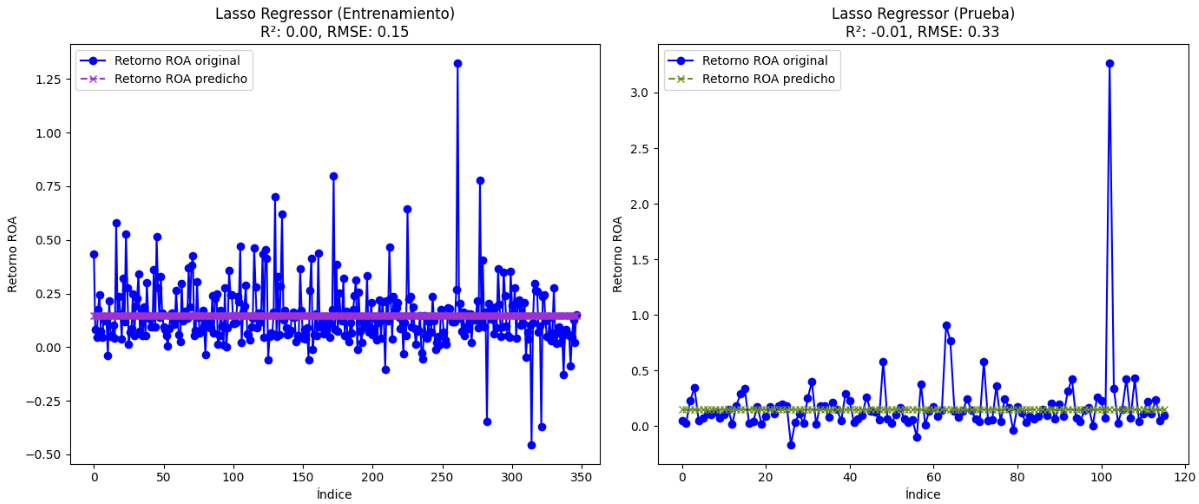 Lasso Regressor (Entrenamiento)
R²: 0.00, RMSE: 0.15
Retorno ROA original
Retorno ROA predicho
1.25
1.00
0.75
0.50
0.25
0.00
−0.25
−0.50
Retorno ROA
0 50 100 150 200 250 300 350
Índice
Lasso Regressor (Prueba)
R²: -0.01, RMSE: 0.33
Retorno ROA original
Retorno ROA predicho
3.0
2.5
2.0
1.5
1.0
0.5
0.0
Retorno ROA
0 20 40 60 80 100 120
Índice